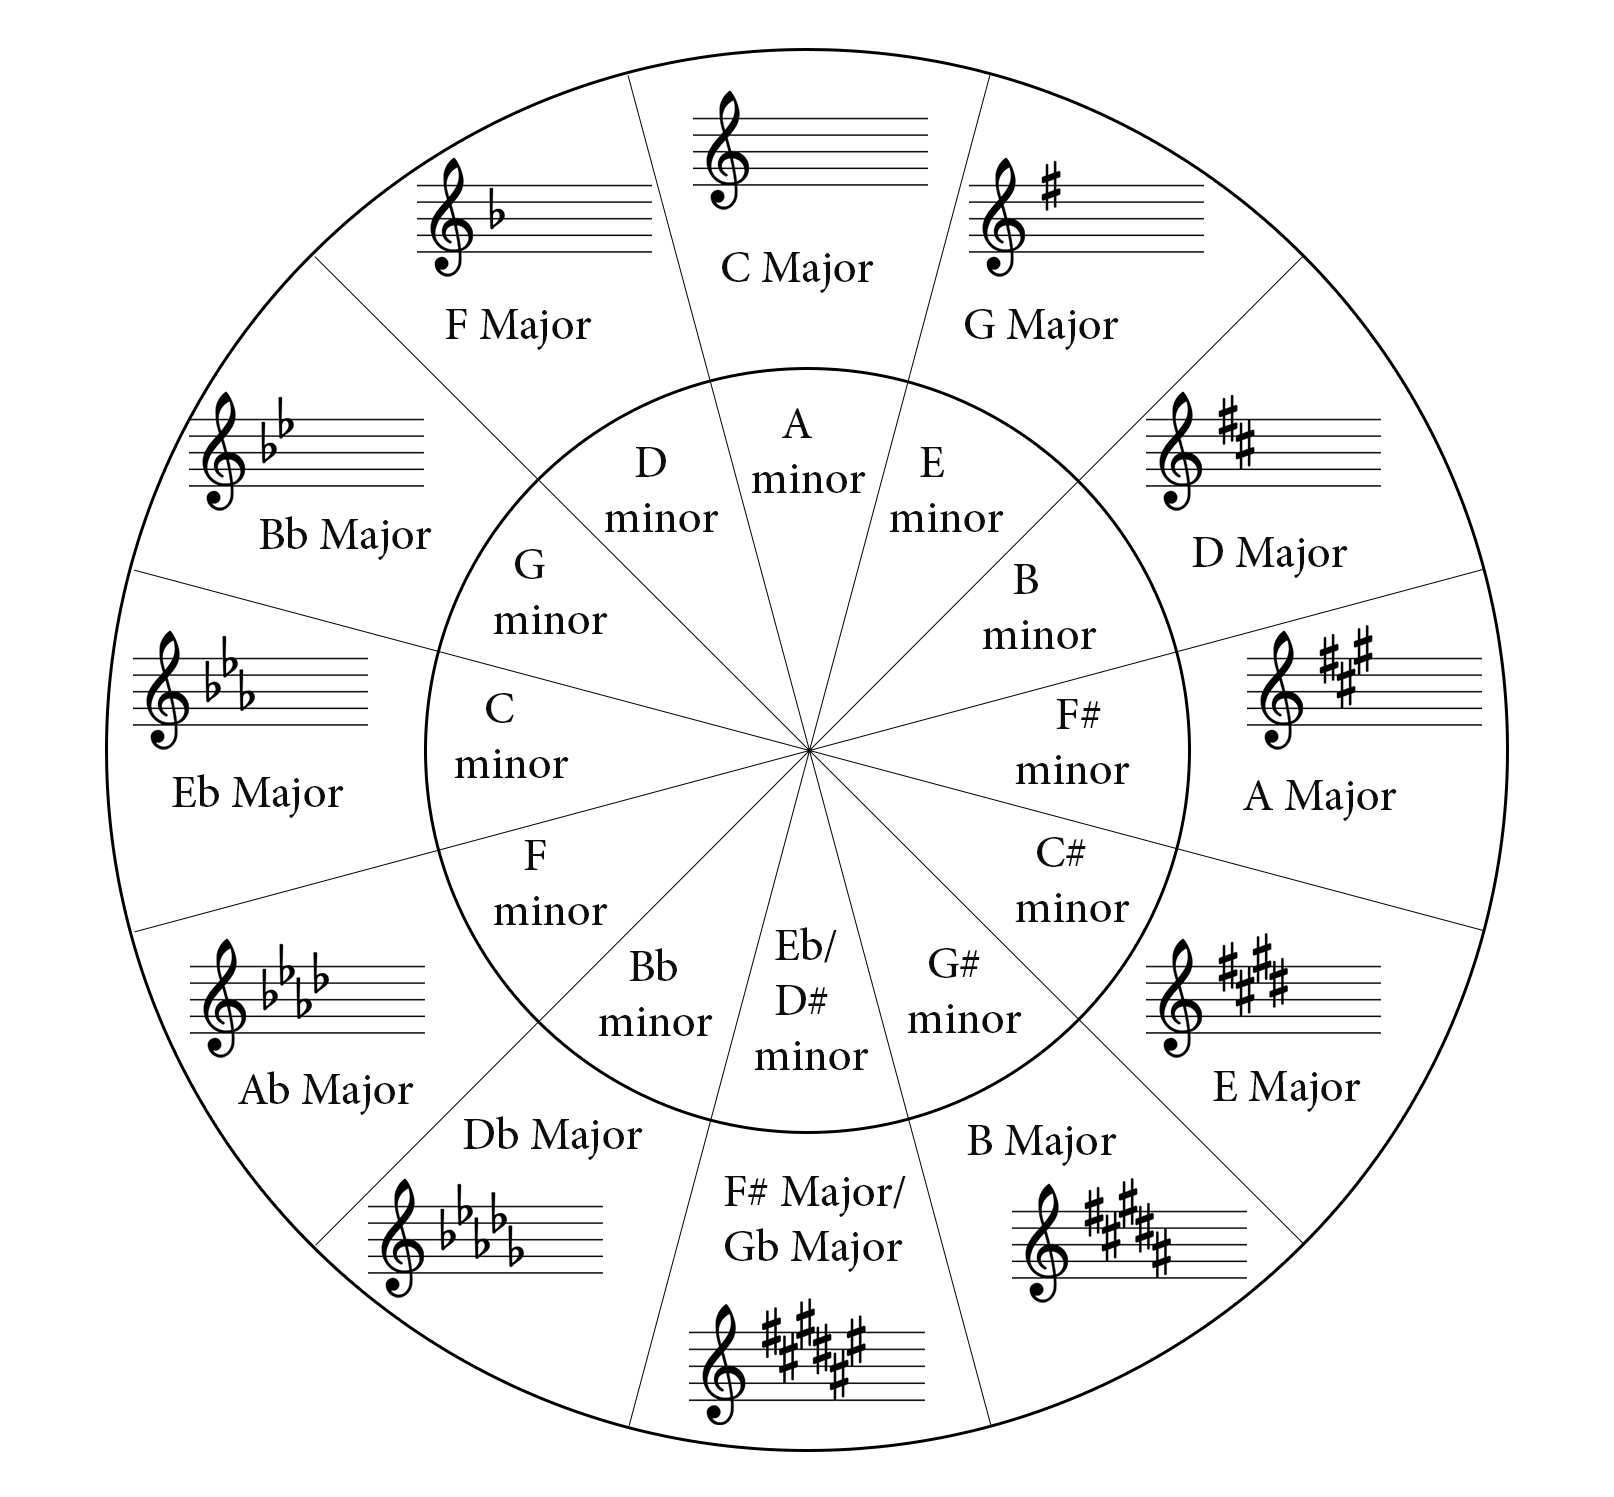 C Major
G Major
D Major
A Major
E Major
B Major
F# Major/
Gb Major
Db Major
Ab Major
Eb Major
Bb Major
F Major
A
minor
E
minor
B
minor
F#
minor
C#
minor
G#
minor
Eb/
D#
minor
Bb
minor
F
minor
C
minor
G
minor
D
minor